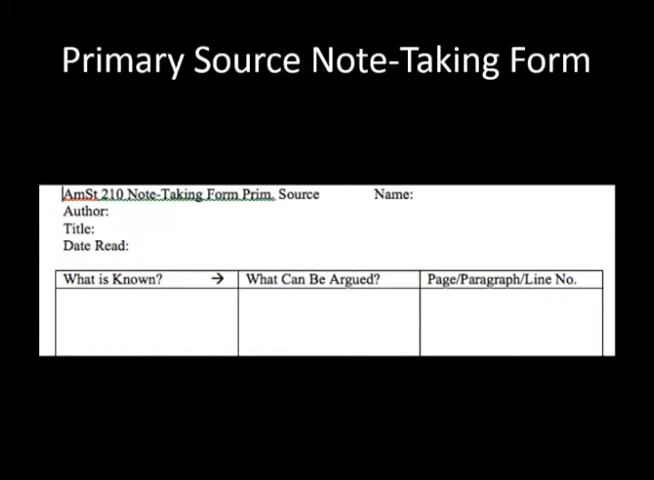 Primary Source Note-Taking Form
AmSt 210 Note-Taking Form Prim. Source Name:
Author:
Title:
Date Read:
What is Known? → What Can Be Argued? Page/Paragraph/Line No.